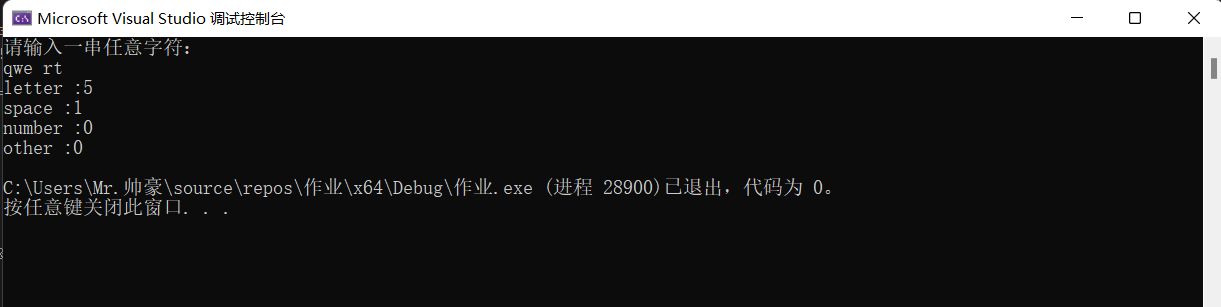 Microsoft Visual Studio 调试控制台
请输入一串任意字符：
qwe rt
letter :5
space :1
number :0
other :0
C:\Users\Mr.帅豪\source\repos\作业\x64\Debug\作业.exe (进程 28900)已退出，代码为 0。
按任意键关闭此窗口. . .